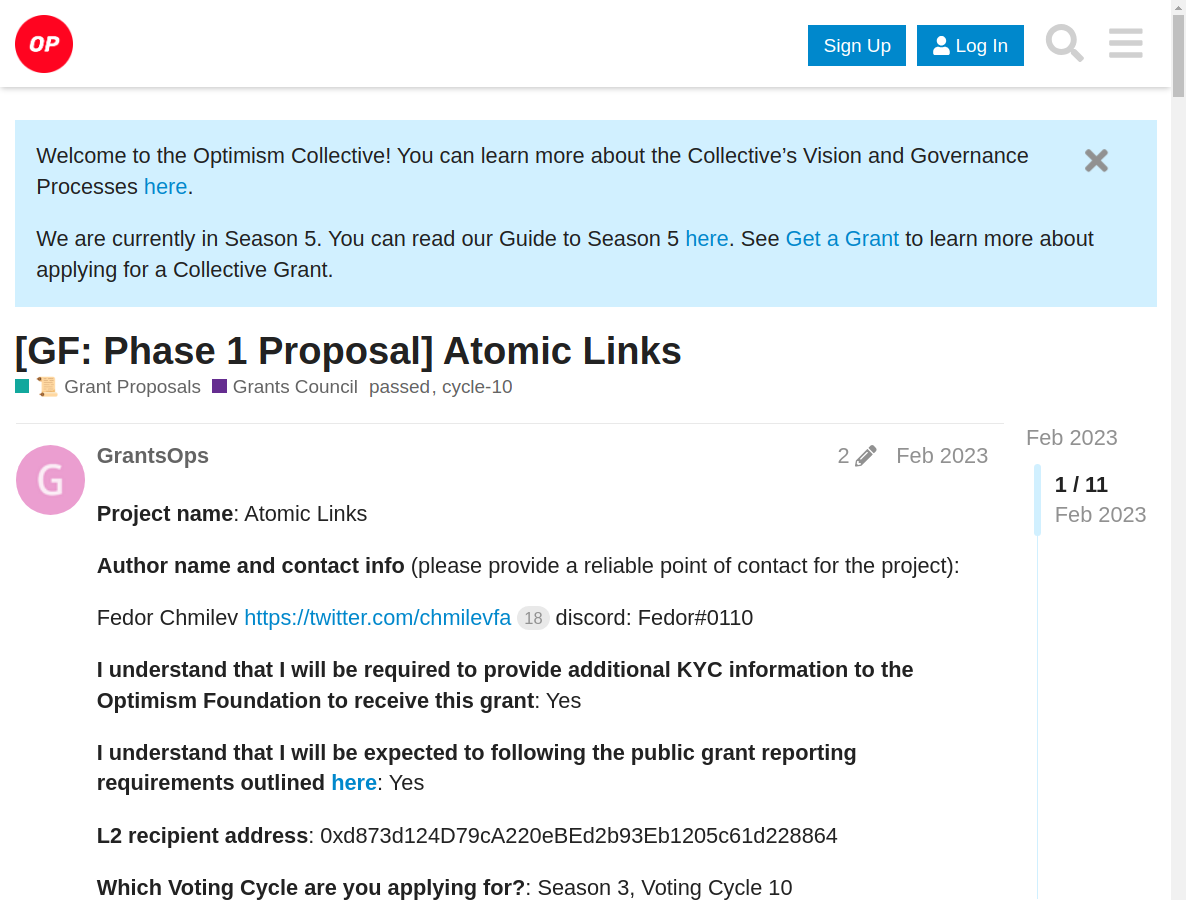 OP
Sign Up
Log In
Welcome to the Optimism Collective! You can learn more about the Collective’s Vision and Governance
Processes here.
We are currently in Season 5. You can read our Guide to Season 5 here. See Get a Grant to learn more about
applying for a Collective Grant.
[GF: Phase 1 Proposal] Atomic Links
📜 Grant Proposals Grants Council passed, cycle-10
G
GrantsOps
2
Feb 2023
Project name: Atomic Links
Author name and contact info (please provide a reliable point of contact for the project):
Fedor Chmilev https://twitter.com/chmilevfa 18 discord: Fedor#0110
I understand that I will be required to provide additional KYC information to the
Optimism Foundation to receive this grant: Yes
I understand that I will be expected to following the public grant reporting
requirements outlined here: Yes
L2 recipient address: 0xd873d124D79cA220eBEd2b93Eb1205c61d228864
Which Voting Cycle are you applying for?: Season 3, Voting Cycle 10
Feb 2023
1 / 11
Feb 2023